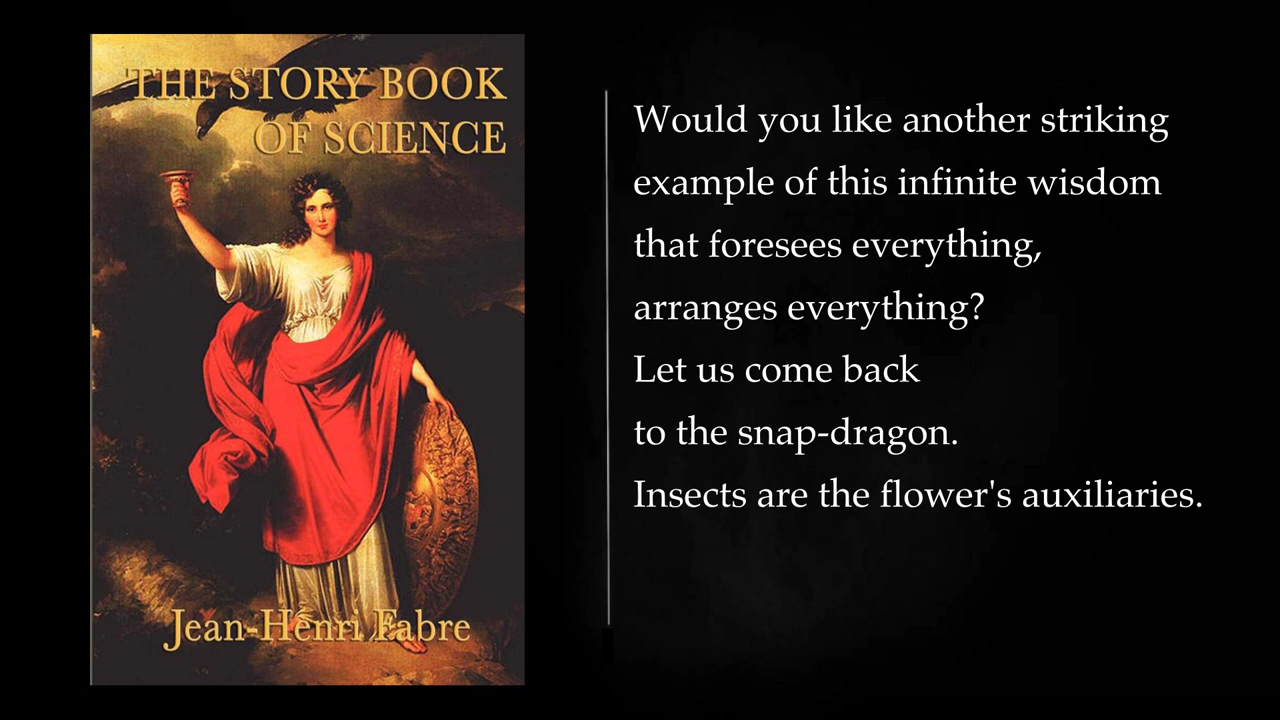 THE STORY BOOK
OF SCIENCE
Jean-Henri Fabre
Would you like another striking
example of this infinite wisdom
that foresees everything,
arranges everything?
Let us come back
to the snap-dragon.
Insects are the flower's auxiliaries.